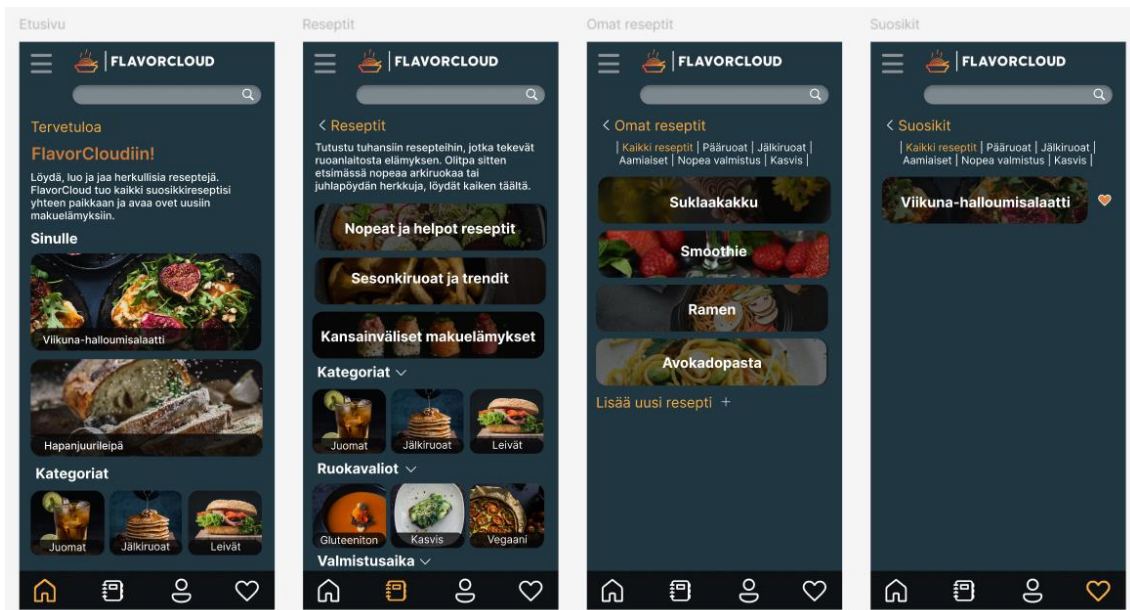 Etusivu
FLAVORCLOUD
Tervetuloa
FlavorCloudiin!
Löydä, luo ja jaa herkullisia reseptejä.
FlavorCloud tuo kaikki suosikkireseptisi
yhteen paikkaan ja avaa ovet uusiin
makuelämyksiin.
Sinulle
Viikuna-halloumisalaatti
Hapanjuurileipä
Kategoriat
Juomat
Jälkiruoat
Leivät
Reseptit
FLAVORCLOUD
< Reseptit
Tutustu tuhansiin resepteihin, jotka tekevät
ruoanlaitosta elämyksen. Olitpa sitten
etsimässä nopeaa arkiruokaa tai
juhlapöydän herkkuja, löydät kaiken täältä.
Nopeat ja helpot reseptit
Sesonkiruoat ja trendit
Kansainväliset makuelämykset
Kategoriat
Juomat
Jälkiruoat
Leivät
Ruokavaliot
Gluteeniton
Kasvis
Vegaani
Valmistusaika
Omat reseptit
FLAVORCLOUD
< Omat reseptit
| Kaikki reseptit | Pääruoat | Jälkiruoat |
Aamiaiset | Nopea valmistus | Kasvis |
Suklaakakku
Smoothie
Ramen
Avokadopasta
Lisää uusi resepti +
Suosikit
FLAVORCLOUD
< Suosikit
| Kaikki reseptit | Pääruoat | Jälkiruoat |
Aamiaiset | Nopea valmistus | Kasvis |
Viikuna-halloumisalaatti